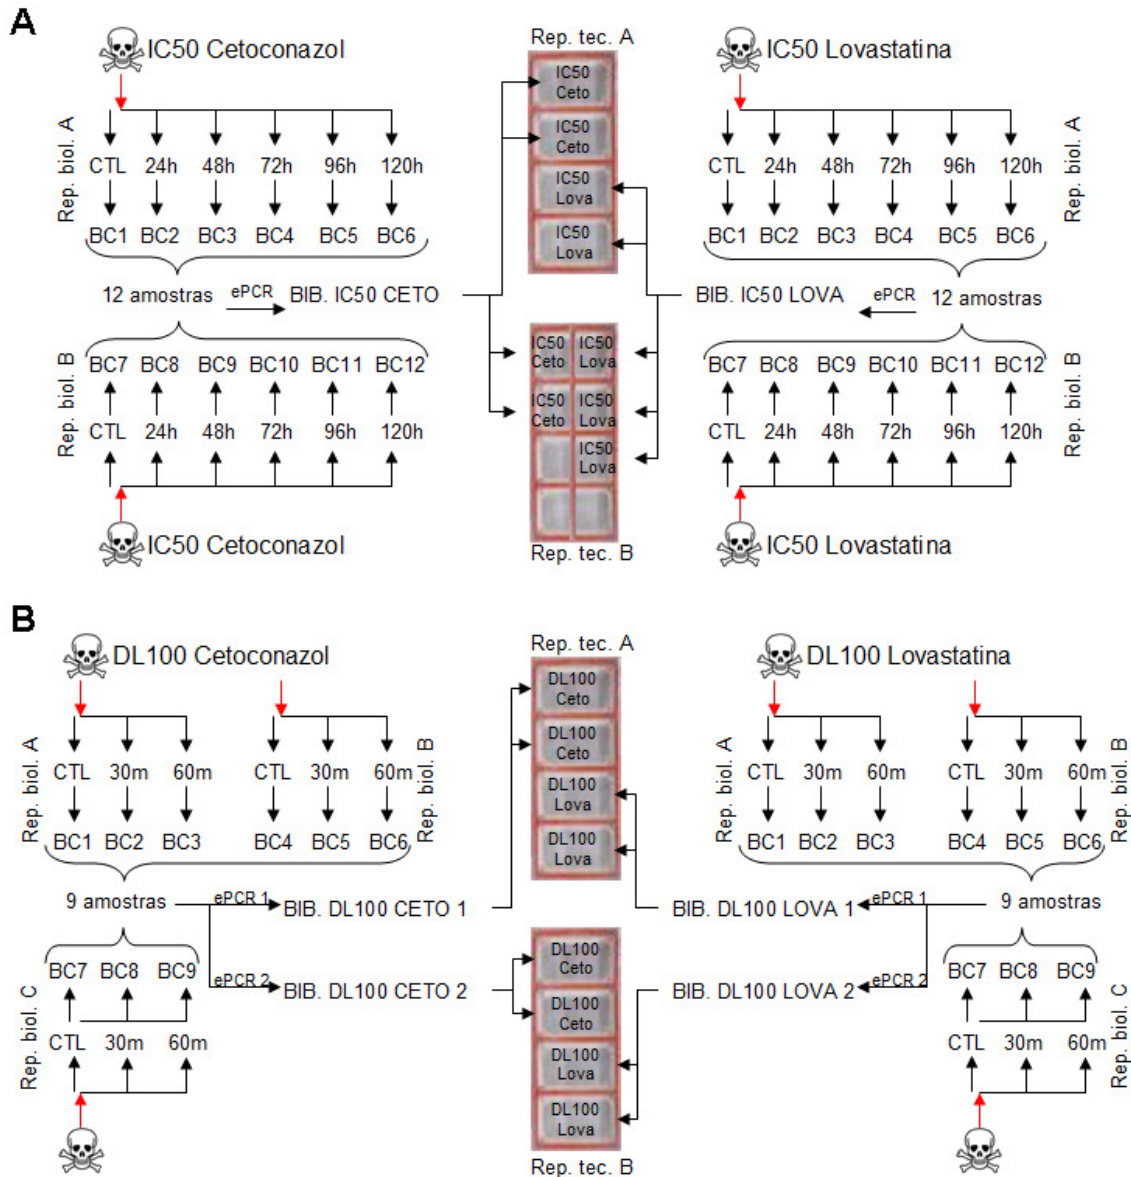 A
IC50 Cetoconazol
Rep. tec. A
IC50 Lovastatina
Rep. biol. A
CTL 24h 48h 72h 96h 120h
BC1 BC2 BC3 BC4 BC5 BC6
IC50
Ceto
IC50
Ceto
IC50
Lova
IC50
Lova
CTL 24h 48h 72h 96h 120h
BC1 BC2 BC3 BC4 BC5 BC6
Rep. biol. A
12 amostras
ePCR
BIB. IC50 CETO
BIB. IC50 LOVA
ePCR
12 amostras
Rep. biol. B
BC7 BC8 BC9 BC10 BC11 BC12
CTL 24h 48h 72h 96h 120h
IC50
Ceto
IC50
Lova
IC50
Ceto
IC50
Lova
IC50
Lova
BC7 BC8 BC9 BC10 BC11 BC12
CTL 24h 48h 72h 96h 120h
Rep. biol. B
IC50 Cetoconazol
Rep. tec. B
IC50 Lovastatina
B
DL100 Cetoconazol
Rep. tec. A
DL100 Lovastatina
Rep. biol. A
CTL 30m 60m CTL 30m 60m
BC1 BC2 BC3 BC4 BC5 BC6
Rep. biol. B
DL100
Ceto
DL100
Ceto
DL100
Lova
DL100
Lova
Rep. biol. A
CTL 30m 60m CTL 30m 60m
BC1 BC2 BC3 BC4 BC5 BC6
Rep. biol. B
9 amostras
ePCR 1
BIB. DL100 CETO 1
BIB. DL100 LOVA 1
ePCR 1
9 amostras
ePCR 2
BIB. DL100 CETO 2
BIB. DL100 LOVA 2
ePCR 2
Rep. biol. C
BC7 BC8 BC9
CTL 30m 60m
DL100
Ceto
DL100
Ceto
DL100
Lova
DL100
Lova
BC7 BC8 BC9
CTL 30m 60m
Rep. biol. C
Rep. tec. B